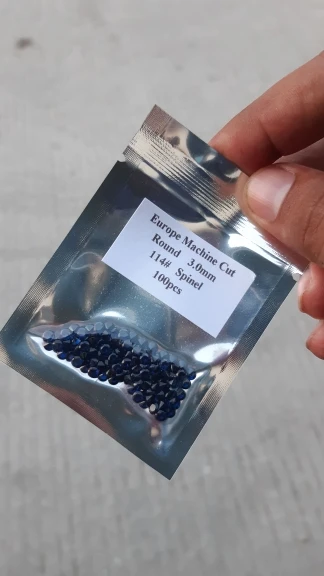 Europe Machine Cut
Round 3.0mm
114# Spinel
100pcs